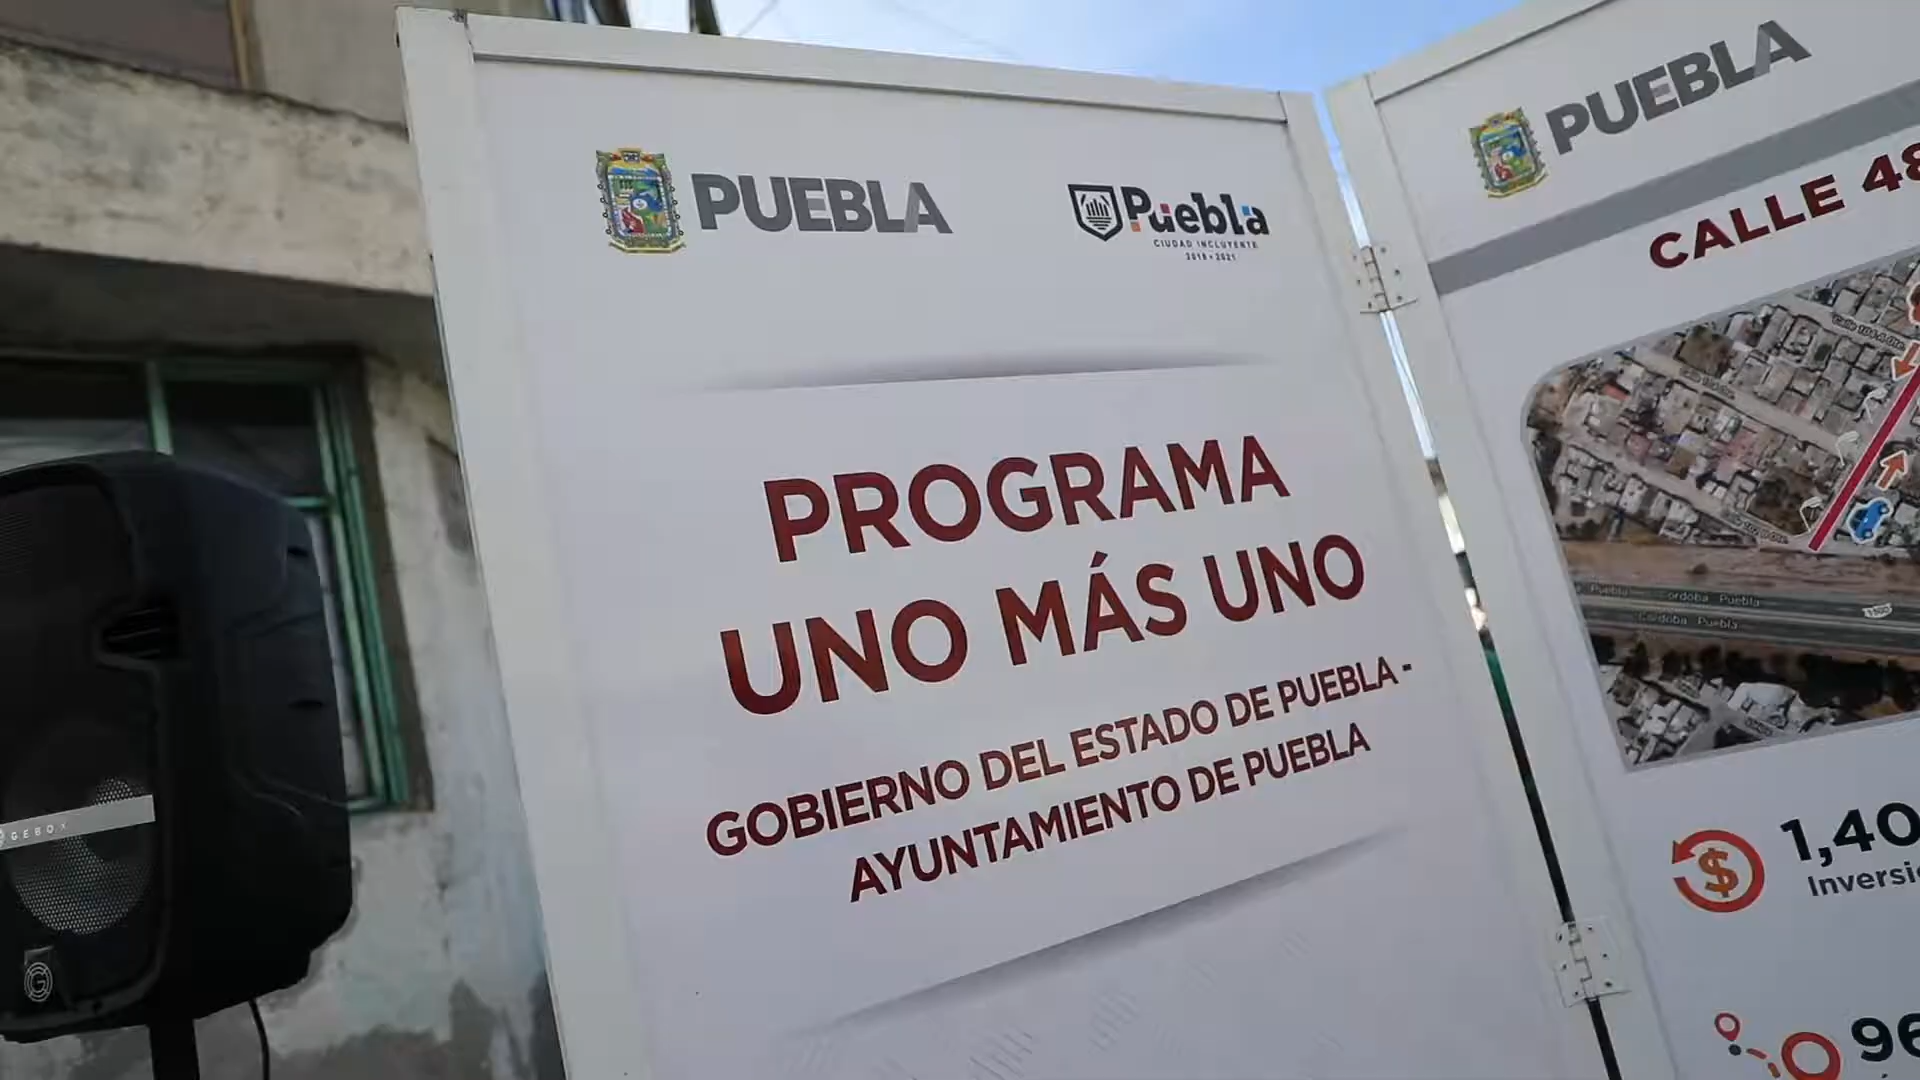 PUEBLA
Puebla
CIUDAD INCLUYENTE
2018 - 2021
PROGRAMA
UNO MÁS UNO
GOBIERNO DEL ESTADO DE PUEBLA -
AYUNTAMIENTO DE PUEBLA
PUEBLA
CALLE 48
Puebla
Córdoba Puebla
Córdoba Puebla
$
1,40
Inversi
96
GEBOX
G